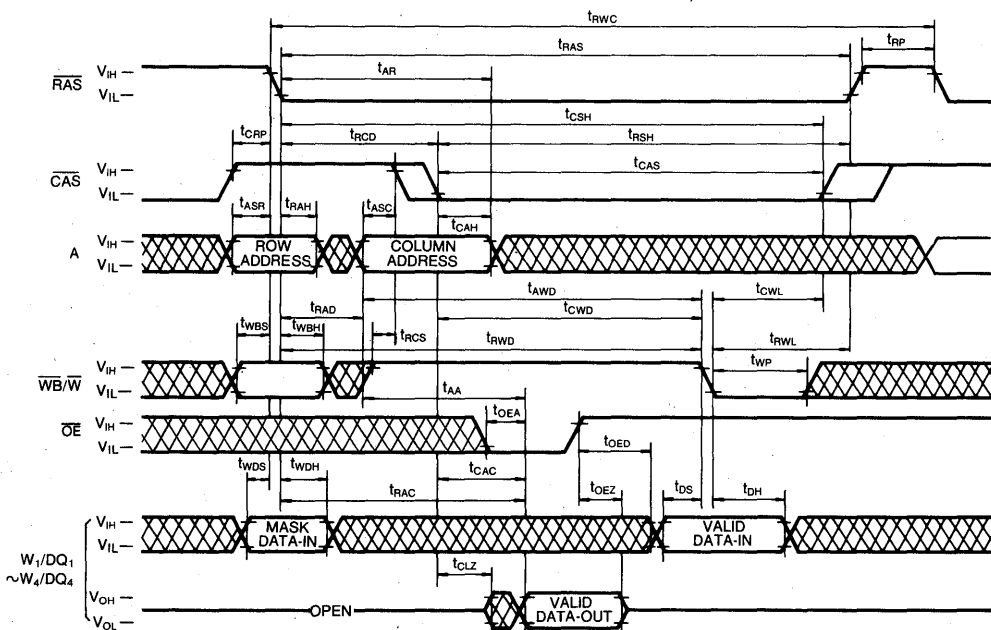 tRWC
tRAS
tRP
tAR
RAS
VIH
VIL
tCSH
tCRP
tRCD
tRSH
tCAS
CAS
VIH
VIL
tASR
tRAH
tASC
tCAH
A
VIH
VIL
ROW
ADDRESS
COLUMN
ADDRESS
tAWD
tCWL
tRAD
tCWD
tWBS
tWBH
tRCS
tRWD
tRWL
tWP
WB/W
VIH
VIL
tAA
tOEA
OE
VIH
VIL
tOED
tWDS
tWDH
tCAC
tRAC
tOEZ
tDS
tDH
W1/DQ1
~W4/DQ4
VIH
VIL
MASK
DATA-IN
VALID
DATA-IN
tCLZ
VOH
VOL
OPEN
VALID
DATA-OUT